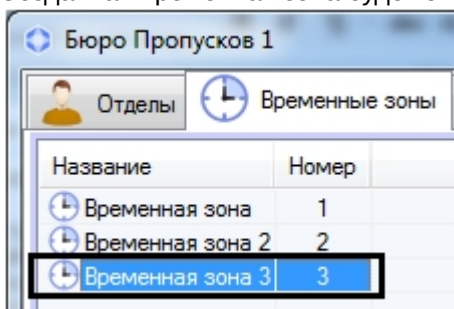 Бюро Пропусков 1
Отделы Временные зоны
Название Номер
Временная зона 1
Временная зона 2 2
Временная зона 3 3